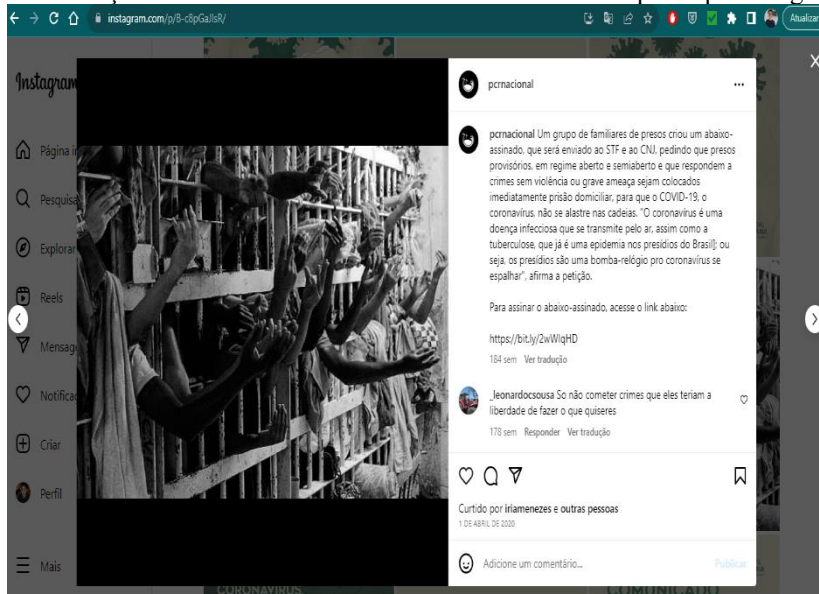 instagram.com/p/B-c8pGaJlsR/
Atualizar
Instagram
Página in
Pesquisa
Explorar
Reels
Mensag
Notificaç
Criar
Perfil
Mais
pcrnacional
pcrnacional Um grupo de familiares de presos criou um abaixo-
assinado, que será enviado ao STF e ao CNJ, pedindo que presos
provisórios, em regime aberto e semiaberto e que respondem a
crimes sem violência ou grave ameaça sejam colocados
imediatamente prisão domiciliar, para que o COVID-19, o
coronavírus, não se alastre nas cadeias. "O coronavírus é uma
doença infecciosa que se transmite pelo ar, assim como a
tuberculose, que já é uma epidemia nos presídios do Brasil]; ou
seja, os presídios são uma bomba-relógio pro coronavírus se
espalhar", afirma a petição.
Para assinar o abaixo-assinado, acesse o link abaixo:
https://bit.ly/2wWlqHD
184 sem Ver tradução
_leonardocsousa So não cometer crimes que eles teriam a
liberdade de fazer o que quiseres
178 sem Responder Ver tradução
Curtido por iriamenezes e outras pessoas
1 DE ABRIL DE 2020
Adicione um comentário...
Publicar
CORONAVÍRUS
COMUNICADO